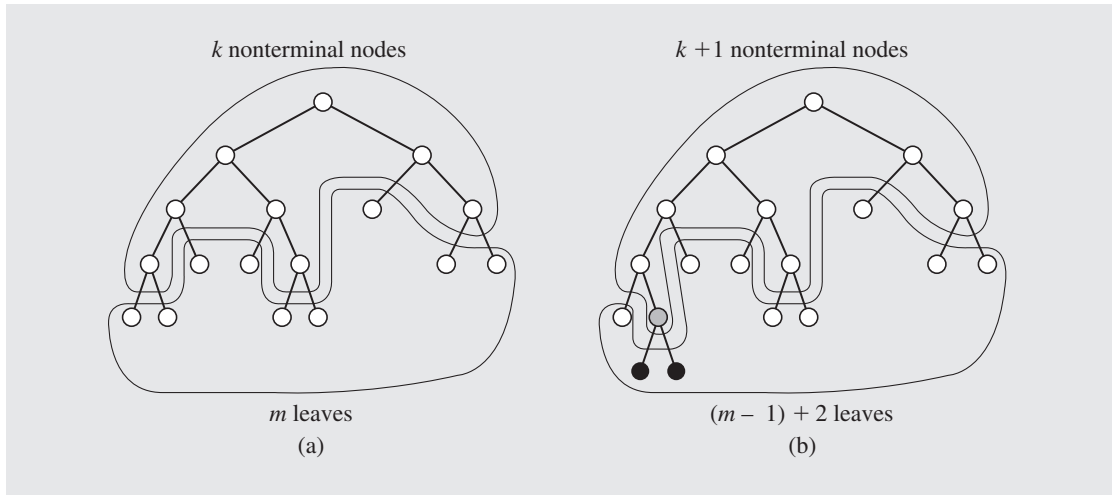 k nonterminal nodes
k + 1 nonterminal nodes
m leaves
(a)
(m – 1) + 2 leaves
(b)